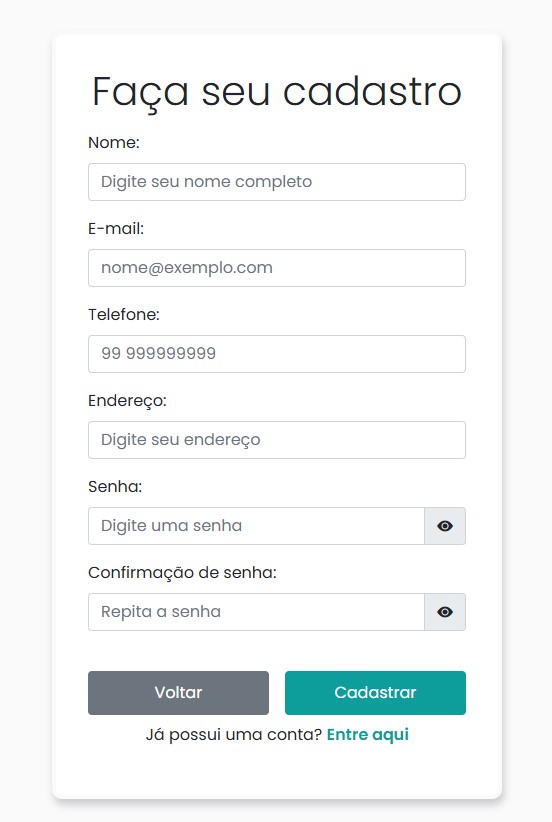 Faça seu cadastro
Nome:
Digite seu nome completo
E-mail:
nome@exemplo.com
Telefone:
99 999999999
Endereço:
Digite seu endereço
Senha:
Digite uma senha
Confirmação de senha:
Repita a senha
Voltar Cadastrar
Já possui uma conta? Entre aqui